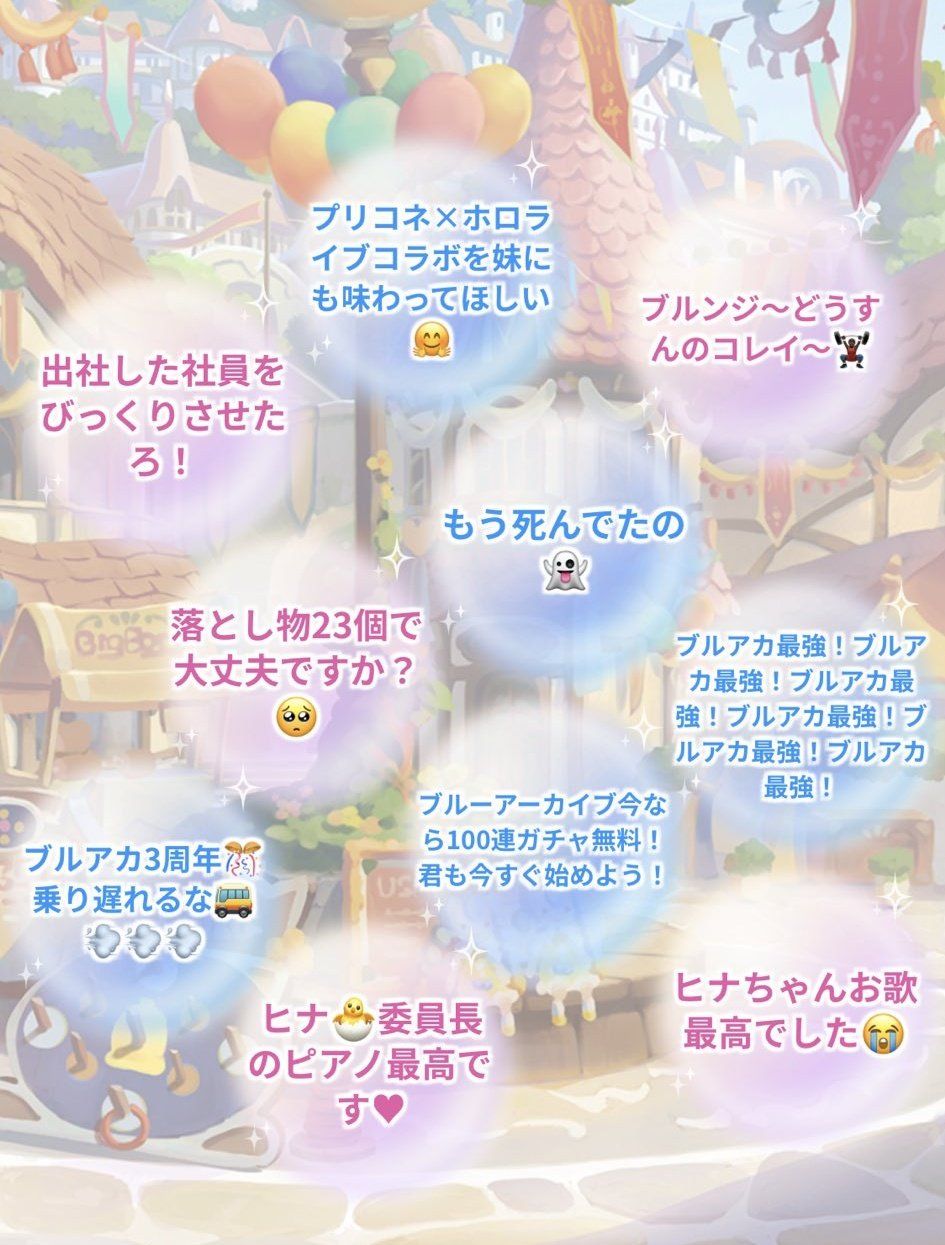 プリコネ×ホロラ
イブコラボを妹に
も味わってほしい
🤗
ブルンジ～どうす
んのコレイ～🏋🏿
出社した社員を
びっくりさせた
ろ！
もう死んでたの
👻
落とし物23個で
大丈夫ですか？
🥺
ブルアカ最強！ブルア
カ最強！ブルアカ最
強！ブルアカ最強！ブ
ルアカ最強！ブルアカ
最強！
ブルーアーカイブ今な
ら100連ガチャ無料！
君も今すぐ始めよう！
ブルアカ3周年🎊
乗り遅れるな🚌
💨💨💨
ヒナちゃんお歌
最高でした😭
ヒナ🐣委員長
のピアノ最高で
す♥